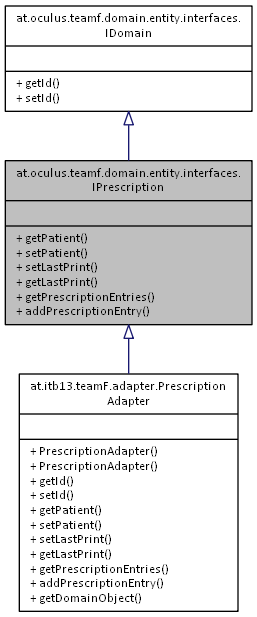 at.oculus.teamf.domain.entity.interfaces.
IDomain
+ getId()
+ setId()
at.oculus.teamf.domain.entity.interfaces.
IPrescription
+ getPatient()
+ setPatient()
+ setLastPrint()
+ getLastPrint()
+ getPrescriptionEntries()
+ addPrescriptionEntry()
at.itb13.teamF.adapter.Prescription
Adapter
+ PrescriptionAdapter()
+ PrescriptionAdapter()
+ getId()
+ setId()
+ getPatient()
+ setPatient()
+ setLastPrint()
+ getLastPrint()
+ getPrescriptionEntries()
+ addPrescriptionEntry()
+ getDomainObject()